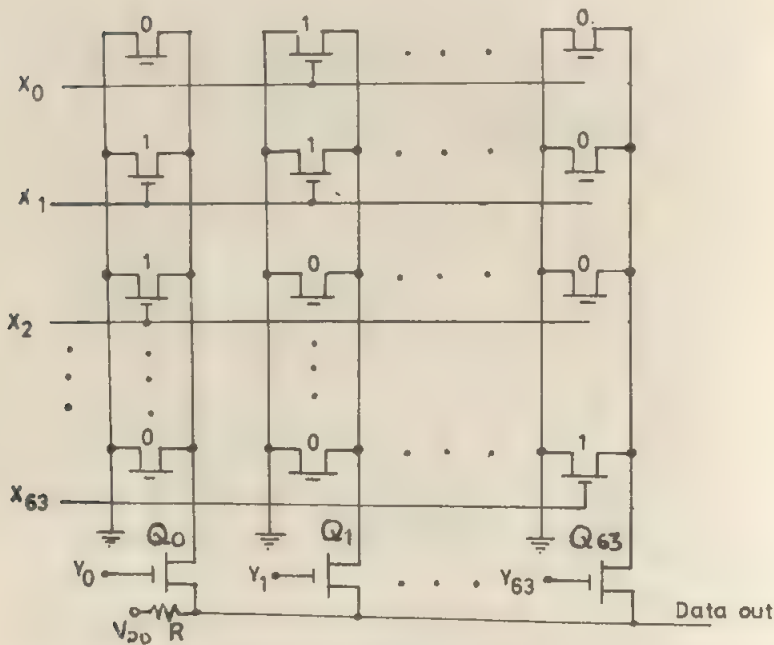 0 1 0
X0
1 1 0
X1
1 0 0
X2
0 0 1
X63
Q0 Q1 Q63
Y0 Y1 Y63
VDD R Data out